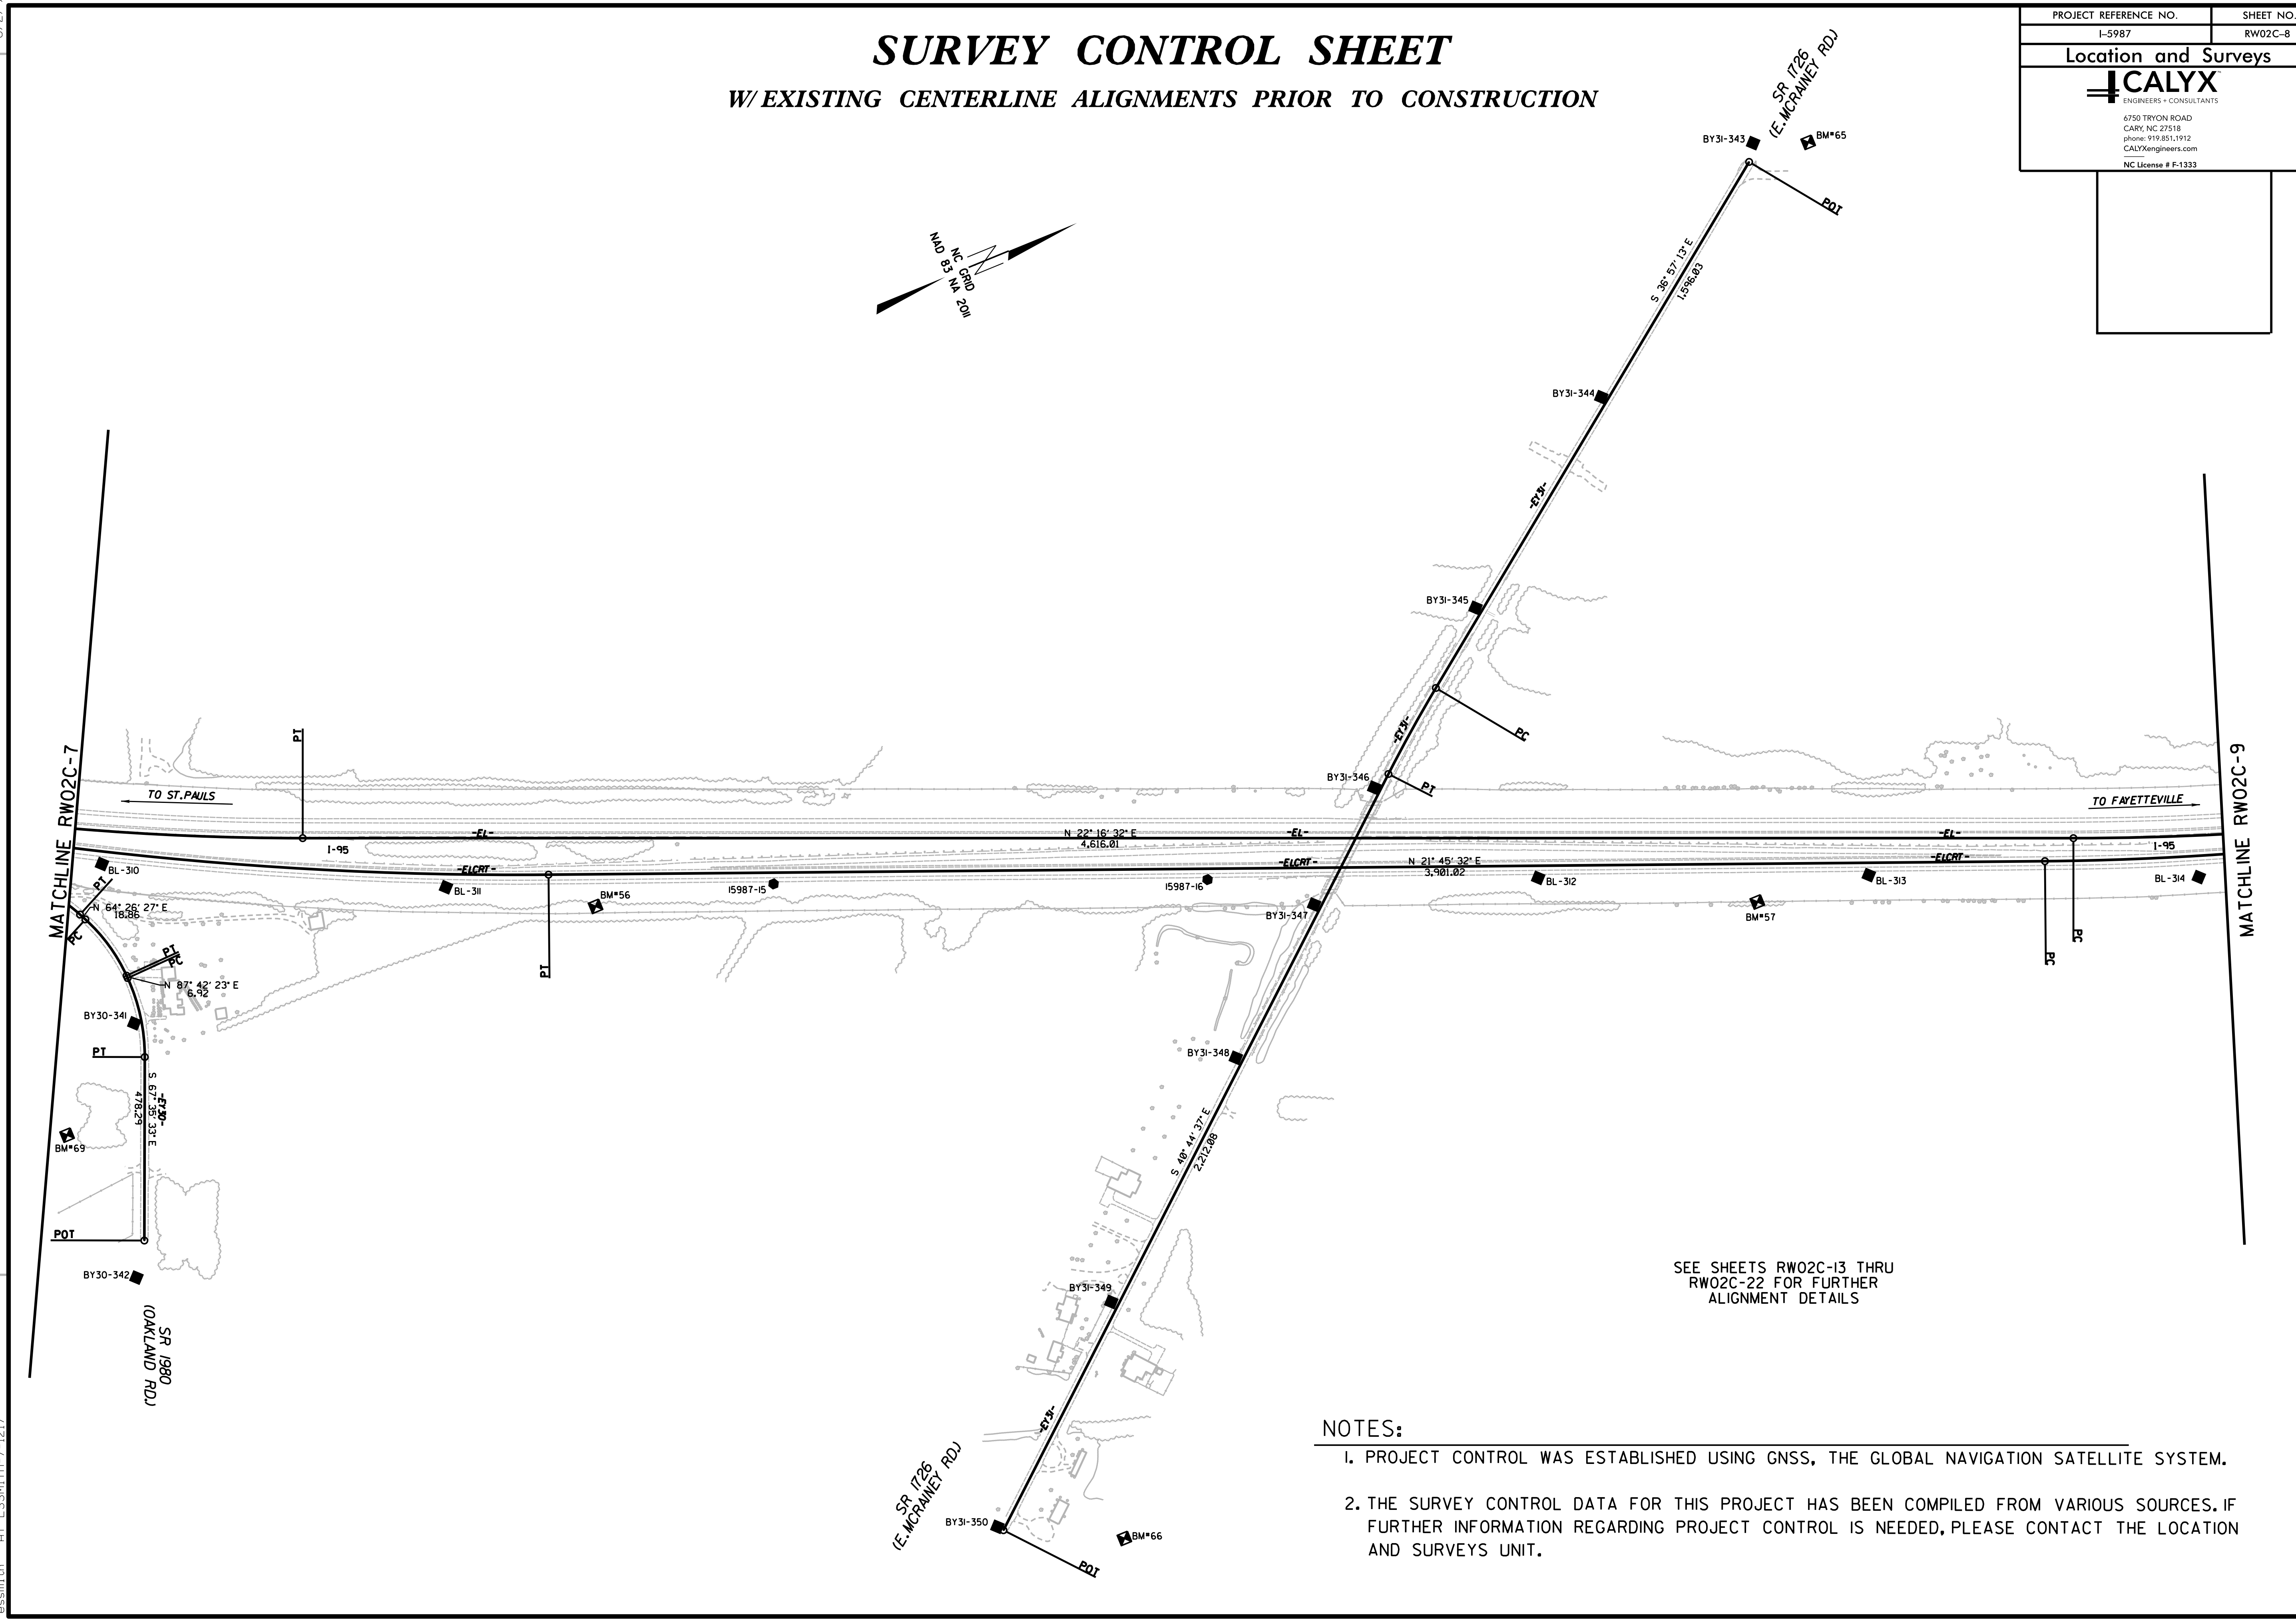 SURVEY CONTROL SHEET
W/ EXISTING CENTERLINE ALIGNMENTS PRIOR TO CONSTRUCTION
PROJECT REFERENCE NO.
SHEET NO.
I-5987
RW02C-8
Location and Surveys
CALYX
ENGINEERS + CONSULTANTS
6750 TRYON ROAD
CARY, NC 27518
phone: 919.851.1912
CALYXengineers.com
NC License # F-1333
SR 1726
(E. MCRAINEY RD.)
BY31-343
BM#65
POT
NC GRID
NAD 83 NA 2011
S 36° 57' 13" E
1,596.03
BY31-344
-EY31-
BY31-345
PC
-EY31-
BY31-346
PT
MATCHLINE RW02C-7
TO ST. PAULS
PT
-EL-
N 22° 16' 32" E
4,616.01
-EL-
-EL-
TO FAYETTEVILLE
MATCHLINE RW02C-9
I-95
I-95
-ELCRT-
-ELCRT-
N 21° 45' 32" E
3,901.02
-ELCRT-
BL-310
BL-311
BM#56
I5987-15
I5987-16
BY31-347
BL-312
BM#57
BL-313
BL-314
PT
PC
PC
PT
N 64° 26' 27" E
18.86
PC
PT
PC
N 87° 42' 23" E
6.92
BY30-341
PT
S 67° 35' 33" E
478.29
-EY30-
BM#69
POT
BY30-342
SR 1980
(OAKLAND RD.)
BY31-348
S 40° 44' 37" E
2,212.08
BY31-349
-EY31-
SR 1726
(E. MCRAINEY RD.)
BY31-350
BM#66
POT
SEE SHEETS RW02C-13 THRU
RW02C-22 FOR FURTHER
ALIGNMENT DETAILS
NOTES:
1. PROJECT CONTROL WAS ESTABLISHED USING GNSS, THE GLOBAL NAVIGATION SATELLITE SYSTEM.
2. THE SURVEY CONTROL DATA FOR THIS PROJECT HAS BEEN COMPILED FROM VARIOUS SOURCES. IF
FURTHER INFORMATION REGARDING PROJECT CONTROL IS NEEDED, PLEASE CONTACT THE LOCATION
AND SURVEYS UNIT.